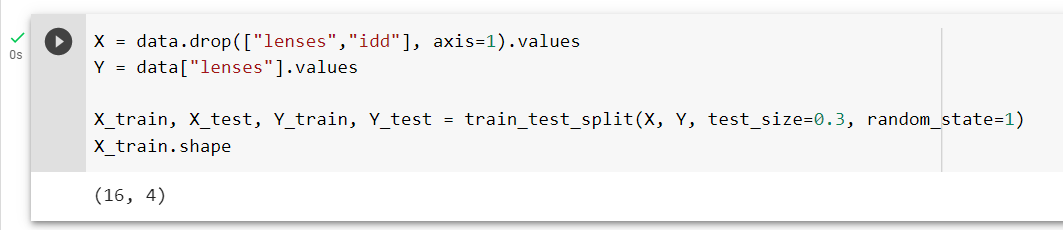 0s
X = data.drop(["lenses","idd"], axis=1).values
Y = data["lenses"].values
X_train, X_test, Y_train, Y_test = train_test_split(X, Y, test_size=0.3, random_state=1)
X_train.shape
(16, 4)